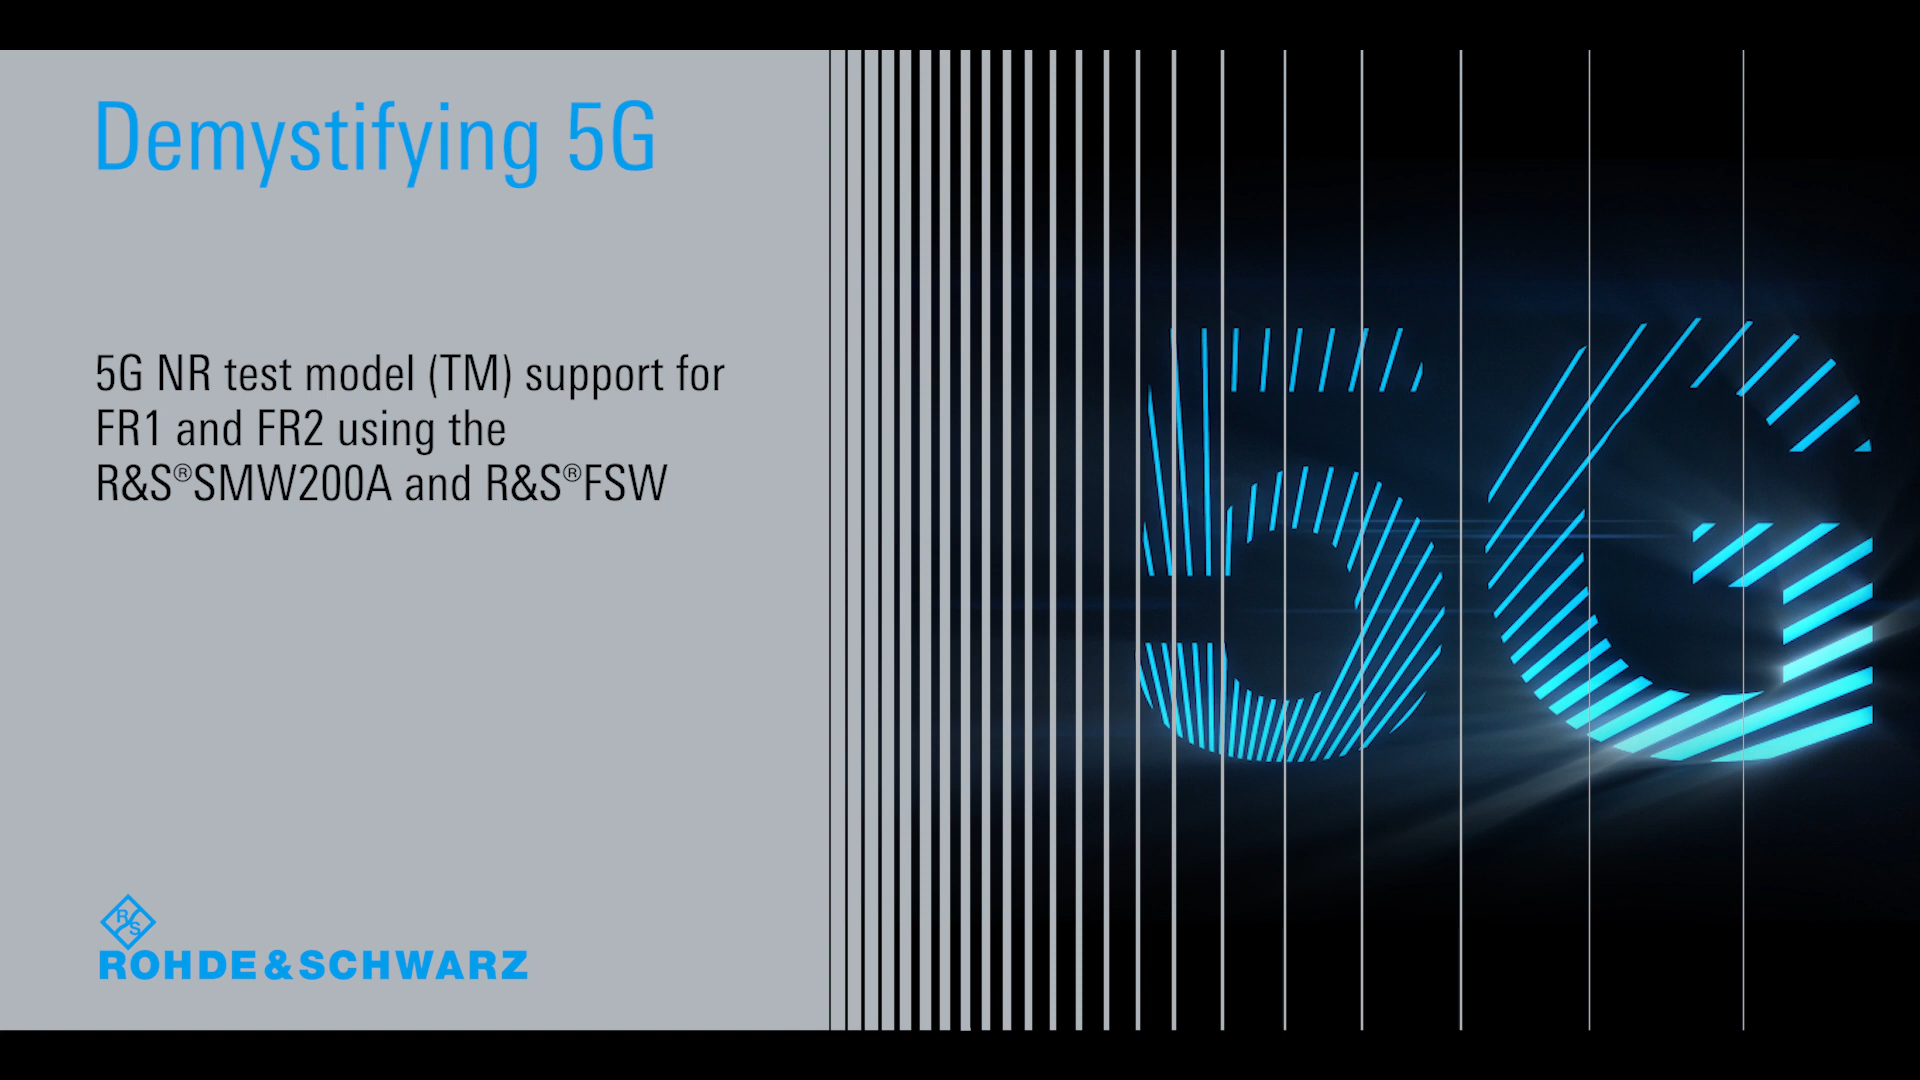 Demystifying 5G
5G NR test model (TM) support for
FR1 and FR2 using the
R&S®SMW200A and R&S®FSW
5G
RS
ROHDE&SCHWARZ